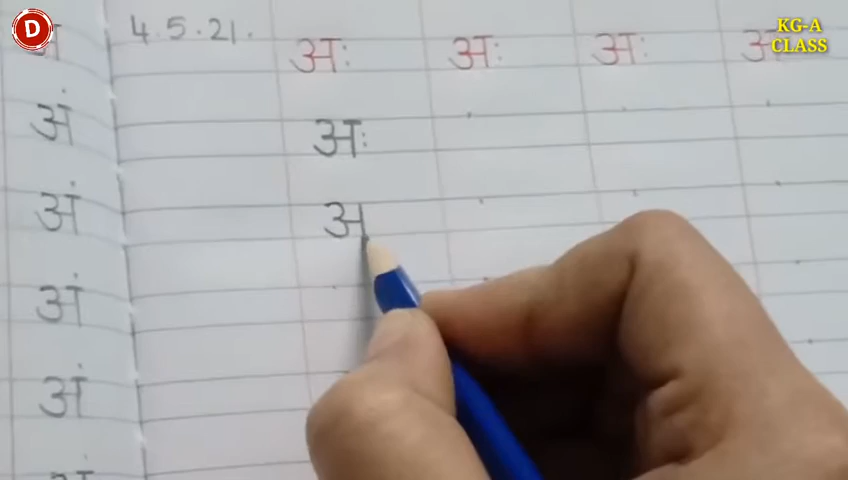 D
KG-A
CLASS
4.5.21.
अः अः अः अ
अं अः
अं अ
अं
अं